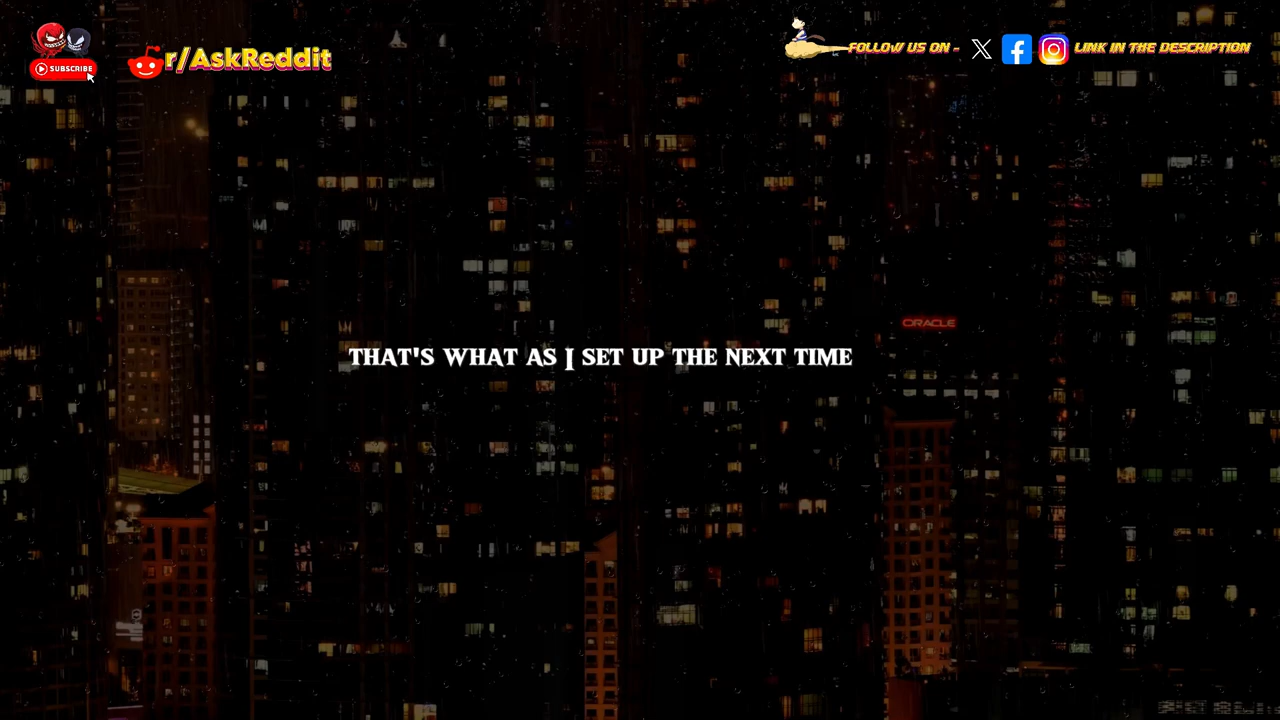 r/AskReddit
FOLLOW US ON -
LINK IN THE DESCRIPTION
SUBSCRIBE
ORACLE
THAT'S WHAT AS I SET UP THE NEXT TIME